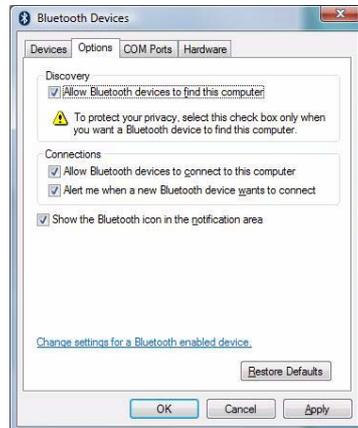 Bluetooth Devices
Devices Options COM Ports Hardware
Discovery
Allow Bluetooth devices to find this computer
To protect your privacy, select this check box only when
you want a Bluetooth device to find this computer.
Connections
Allow Bluetooth devices to connect to this computer
Alert me when a new Bluetooth device wants to connect
Show the Bluetooth icon in the notification area
Change settings for a Bluetooth enabled device.
Restore Defaults
OK Cancel Apply